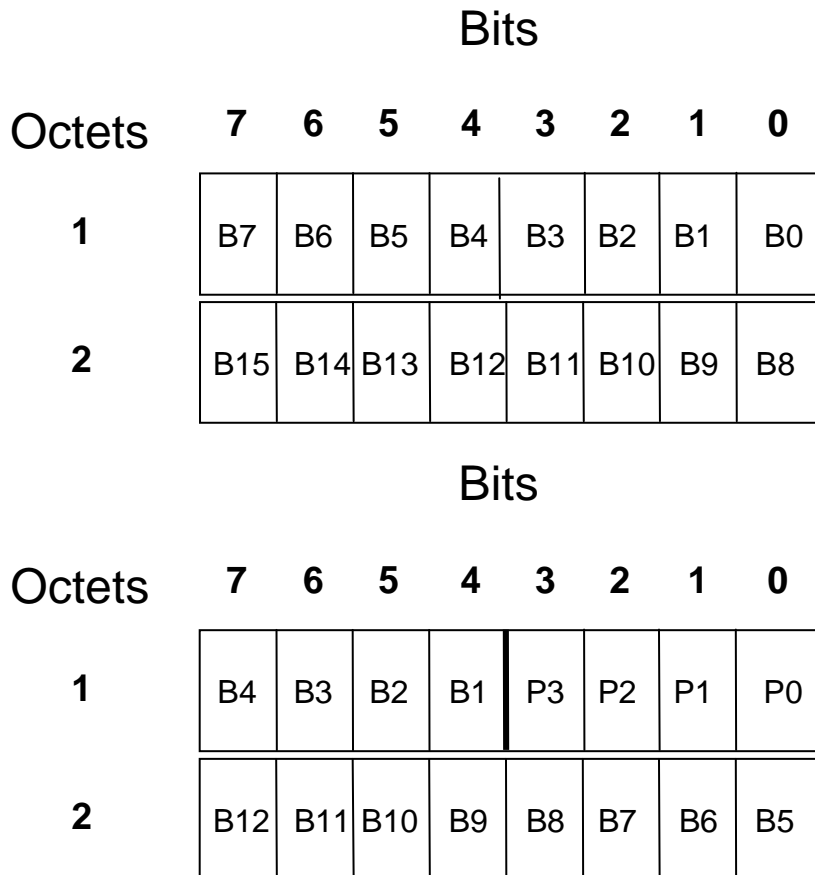 Bits
Octets 7 6 5 4 3 2 1 0
1 B7 B6 B5 B4 B3 B2 B1 B0
2 B15 B14 B13 B12 B11 B10 B9 B8
Bits
Octets 7 6 5 4 3 2 1 0
1 B4 B3 B2 B1 P3 P2 P1 P0
2 B12 B11 B10 B9 B8 B7 B6 B5